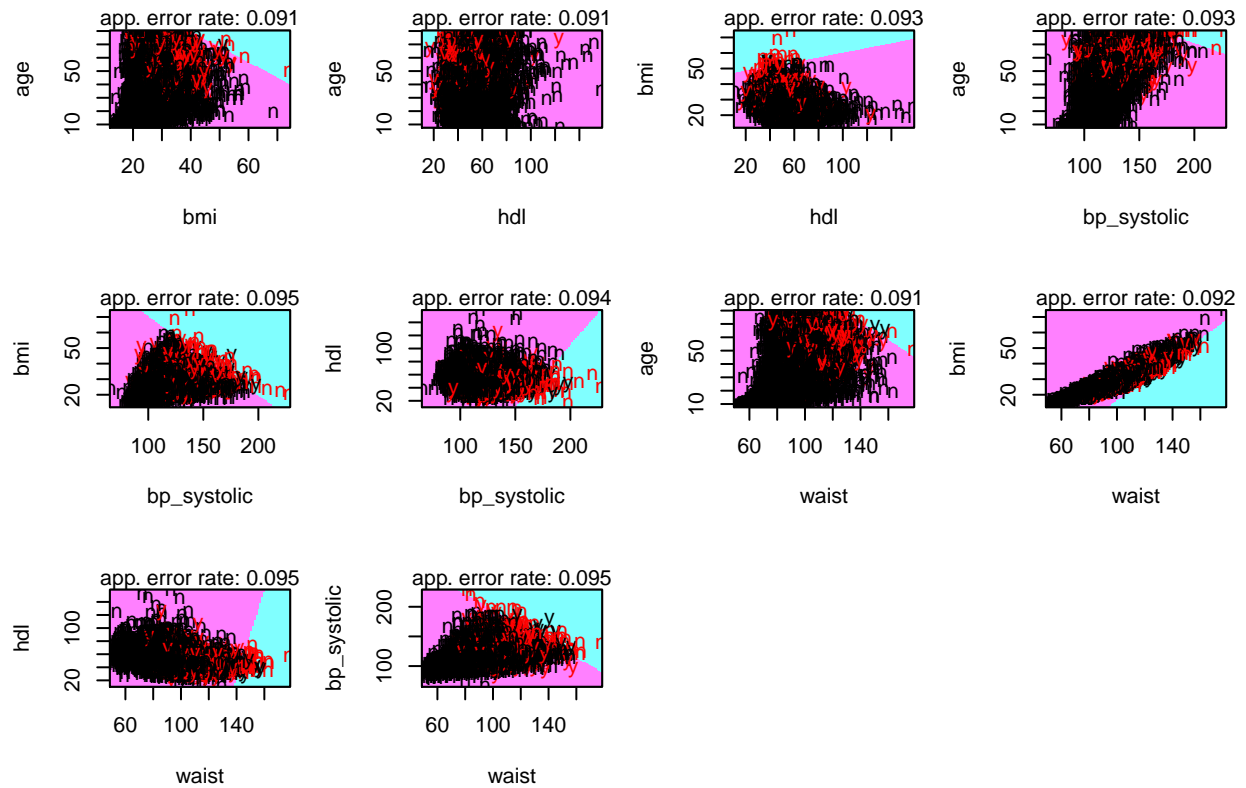 app. error rate: 0.091
age
10 50
20 40 60
bmi
app. error rate: 0.091
age
10 50
20 60 100
hdl
app. error rate: 0.093
bmi
20 50
20 60 100
hdl
app. error rate: 0.093
age
10 50
100 150 200
bp_systolic
app. error rate: 0.095
bmi
20 50
100 150 200
bp_systolic
app. error rate: 0.094
hdl
20 100
100 150 200
bp_systolic
app. error rate: 0.091
age
10 50
60 100 140
waist
app. error rate: 0.092
bmi
20 50
60 100 140
waist
app. error rate: 0.095
hdl
20 100
60 100 140
waist
app. error rate: 0.095
bp_systolic
100 200
60 100 140
waist